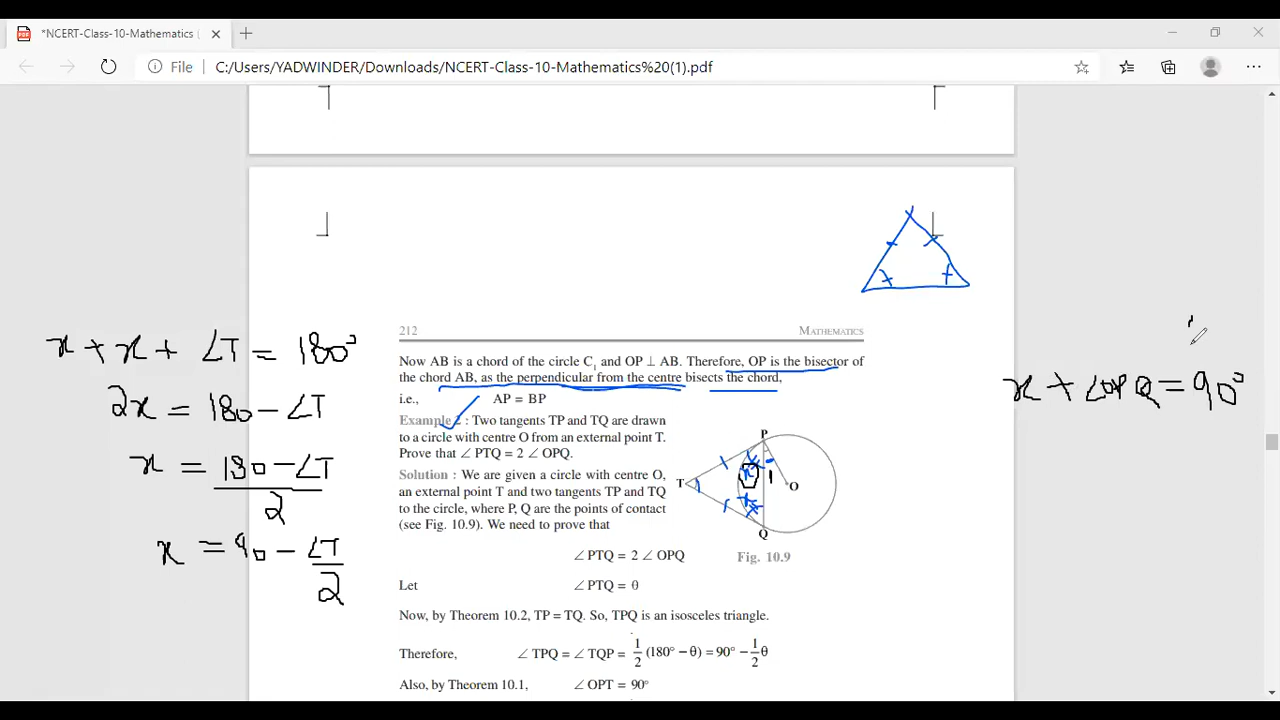 *NCERT-Class-10-Mathematics (
File C:/Users/YADWINDER/Downloads/NCERT-Class-10-Mathematics%20(1).pdf
212 MATHEMATICS
Now AB is a chord of the circle C₁ and OP ⊥ AB. Therefore, OP is the bisector of
the chord AB, as the perpendicular from the centre bisects the chord,
i.e., AP = BP
Example 2 : Two tangents TP and TQ are drawn
to a circle with centre O from an external point T.
Prove that ∠ PTQ = 2 ∠ OPQ.
Solution : We are given a circle with centre O,
an external point T and two tangents TP and TQ
to the circle, where P, Q are the points of contact
(see Fig. 10.9). We need to prove that
∠ PTQ = 2 ∠ OPQ
Let ∠ PTQ = θ
Now, by Theorem 10.2, TP = TQ. So, TPQ is an isosceles triangle.
Therefore, ∠ TPQ = ∠ TQP = 1/2 (180° − θ) = 90° − 1/2 θ
Also, by Theorem 10.1, ∠ OPT = 90°
P
T
O
Q
Fig. 10.9
x + x + ∠T = 180°
2x = 180 - ∠T
x = 180 - ∠T / 2
x = 90 - ∠T / 2
x + ∠OPQ = 90°